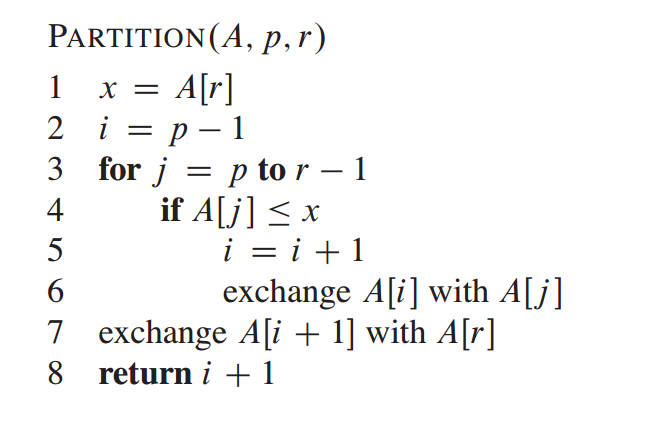 PARTITION(A, p, r)
1 x = A[r]
2 i = p − 1
3 for j = p to r − 1
4 if A[j] ≤ x
5 i = i + 1
6 exchange A[i] with A[j]
7 exchange A[i + 1] with A[r]
8 return i + 1